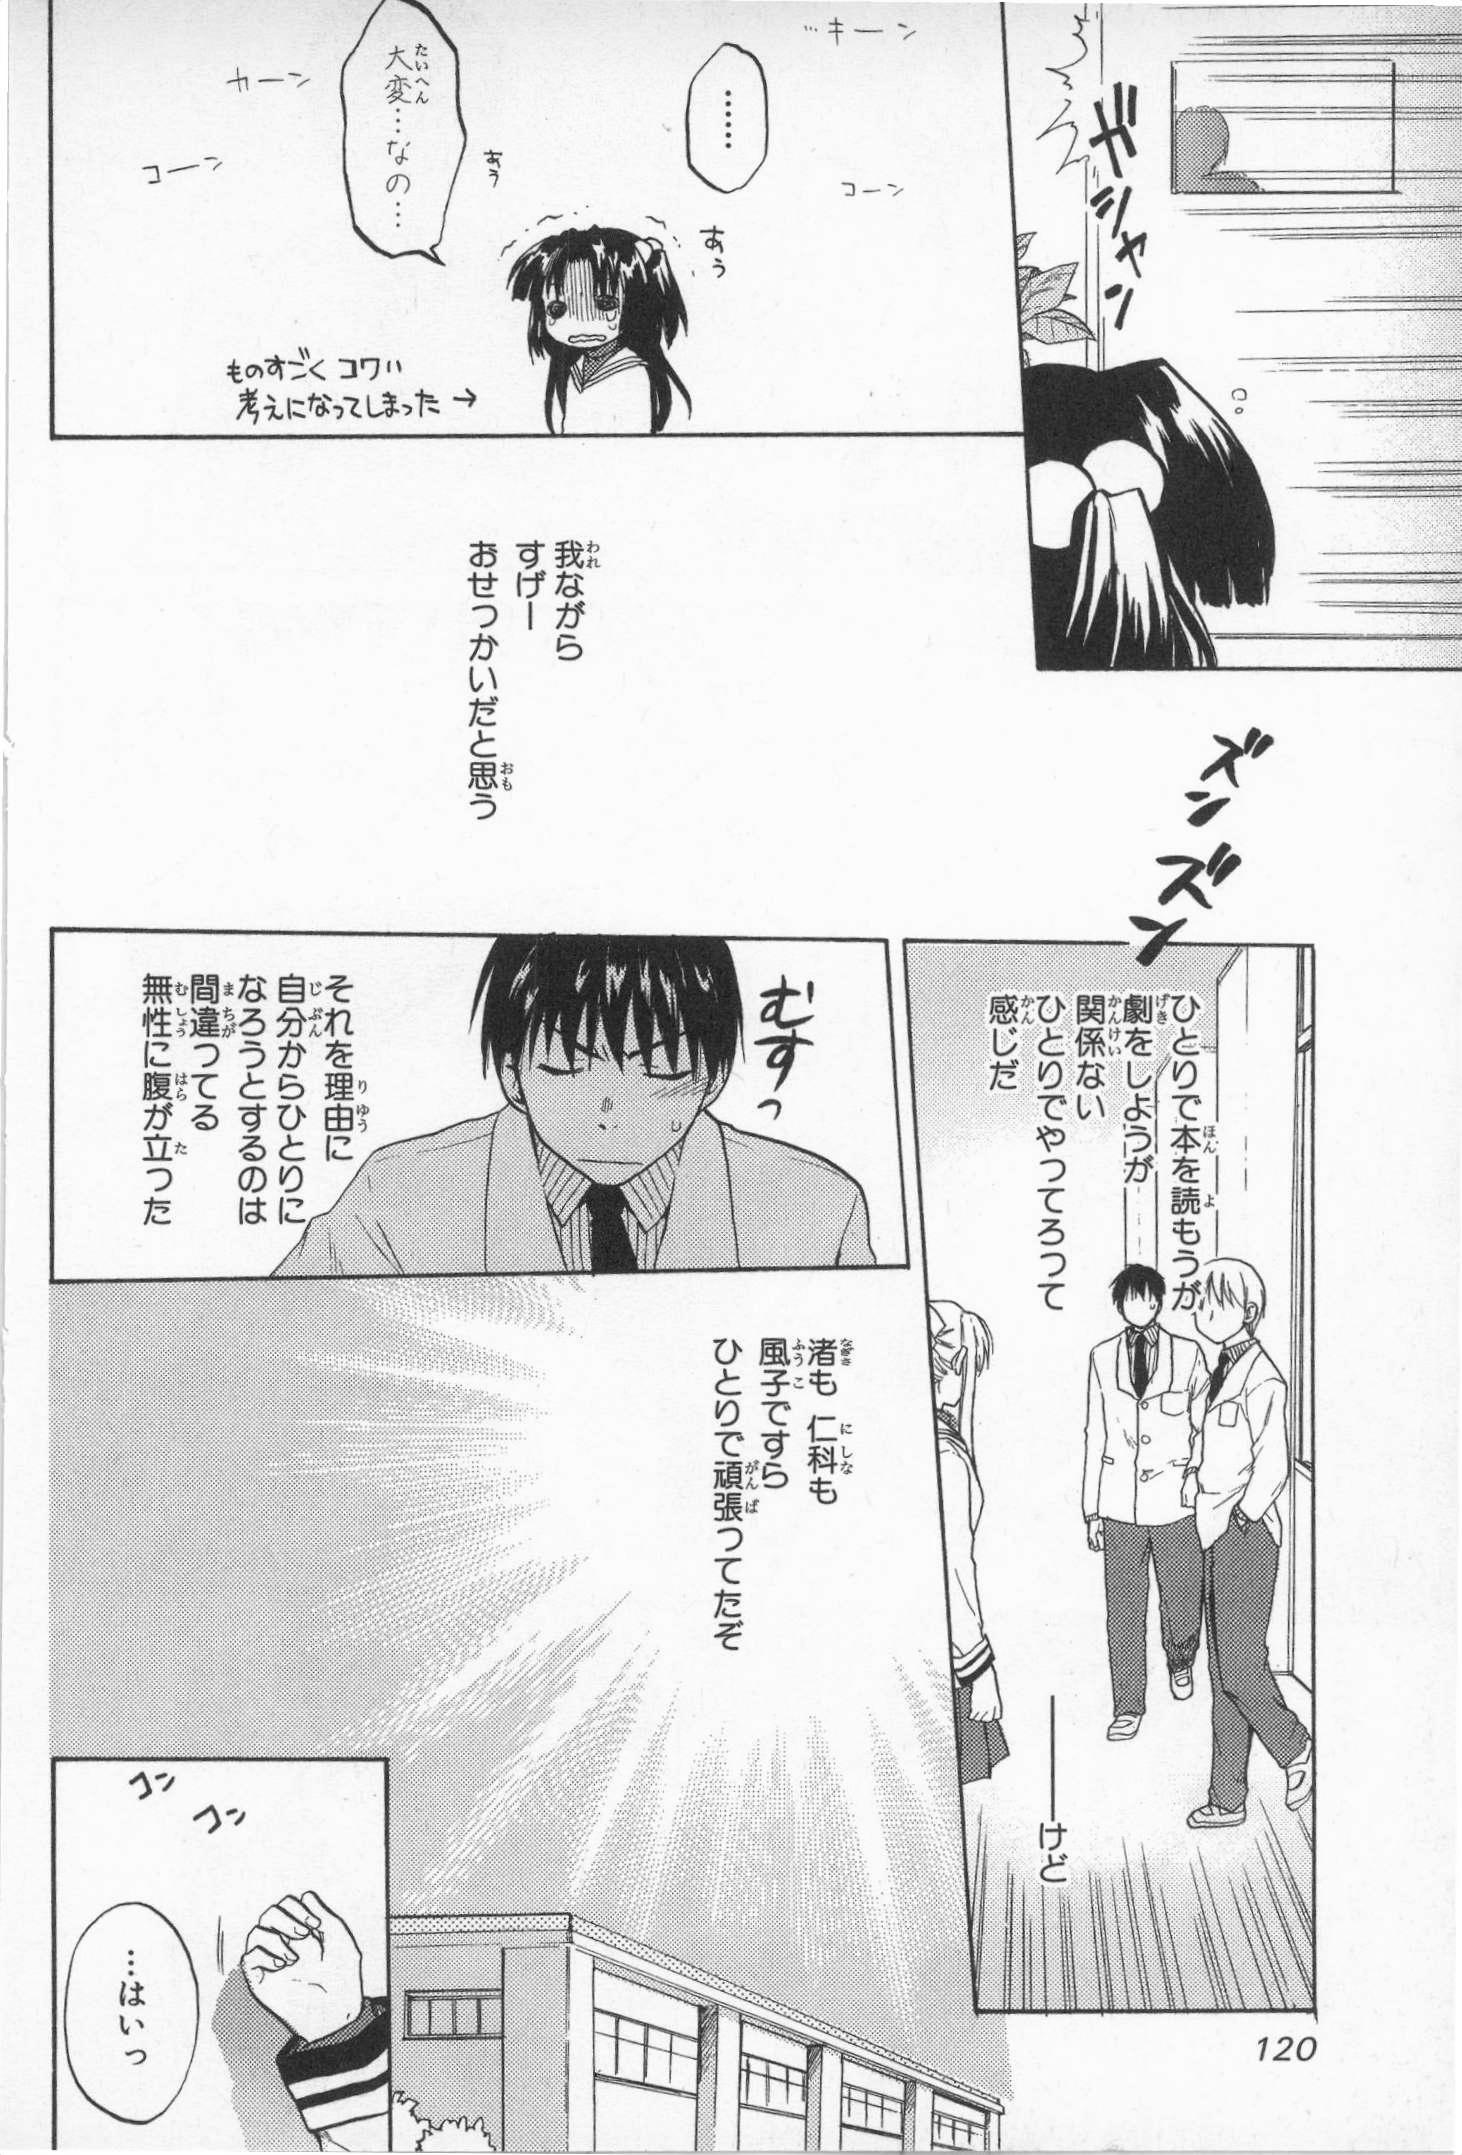 ガシャン
…キーン
コーン
……
あう
カーン
コーン
大変…なの…
あう
ものすごくコワい
考えになってしまった→
我ながら
すげー
おせっかいだと思う
ズンズン
ひとりで本を読もうが
劇をしようが
関係ない
ひとりでやってろって
感じだ
――けど
むすっ
それを理由に
自分からひとりに
なろうとするのは
間違ってる
無性に腹が立った
渚も 仁科も
風子ですら
ひとりで頑張ってたぞ
コン
コン
…はいっ
120